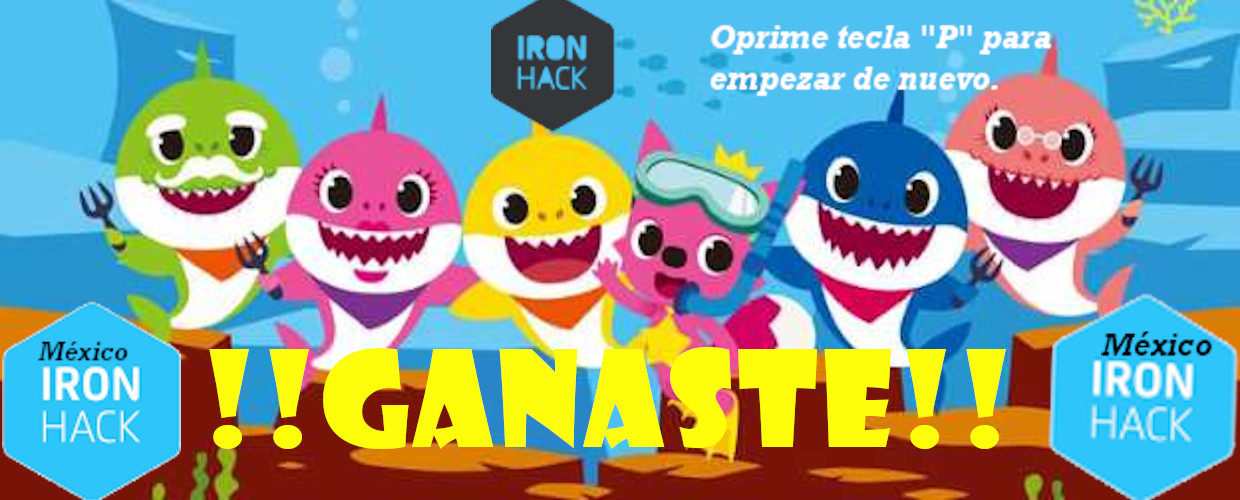 IRON
HACK
Oprime tecla "P" para
empezar de nuevo.
México
IRON
HACK
!!GANASTE!!
México
IRON
HACK